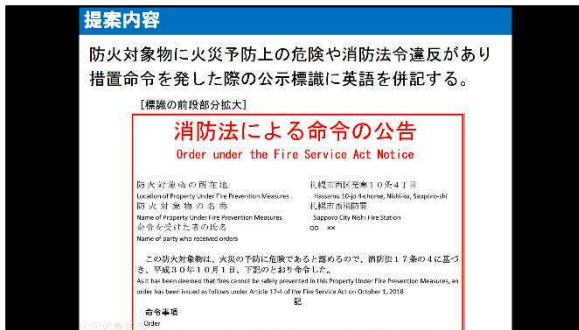 提案内容
防火対象物に火災予防上の危険や消防法令違反があり
措置命令を発した際の公示標識に英語を併記する。
［標識の前段部分拡大］
消防法による命令の公告
Order under the Fire Service Act Notice
防火対象物の所在地 札幌市西区発寒１０条４丁目
Location of Property Under Fire Prevention Measures Hassamu 10-jo 4-chome, Nishi-ku, Sapporo-shi
防火対象物の名称 札幌市西消防署
Name of Property Under Fire Prevention Measures Sapporo City Nishi Fire Station
命令を受けた者の氏名 ○○ ××
Name of party who received orders
この防火対象物は、火災の予防に危険であると認めるので、消防法１７条の４に基づ
き、平成３０年１０月１日、下記のとおり命令した。
As it has been deemed that fires cannot be safely prevented in this Property Under Fire Prevention Measures, an
order has been issued as follows under Article 17-4 of the Fire Service Act on October 1, 2018
記
命令事項
Order